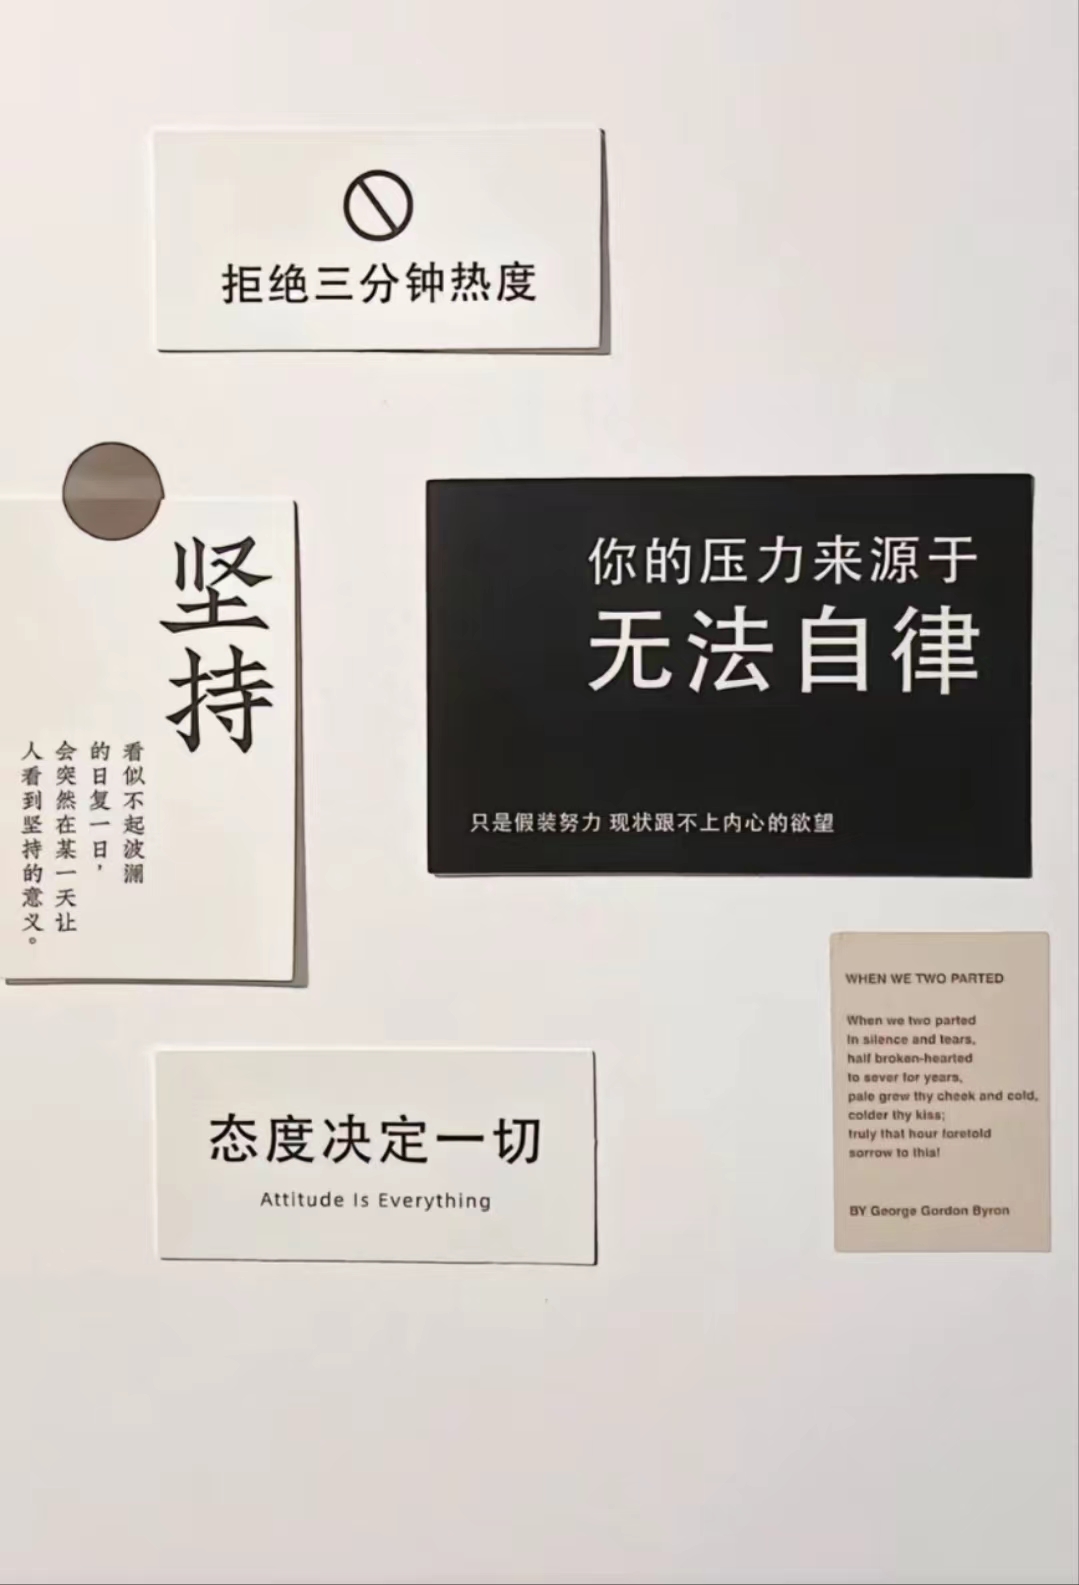 拒绝三分钟热度
坚持
看似不起波澜
的日复一日，
会突然在某一天让
人看到坚持的意义。
你的压力来源于
无法自律
只是假装努力 现状跟不上内心的欲望
WHEN WE TWO PARTED
When we two parted
In silence and tears,
half broken-hearted
to sever for years,
pale grew thy cheek and cold,
colder thy kiss;
truly that hour foretold
sorrow to this!
BY George Gordon Byron
态度决定一切
Attitude Is Everything